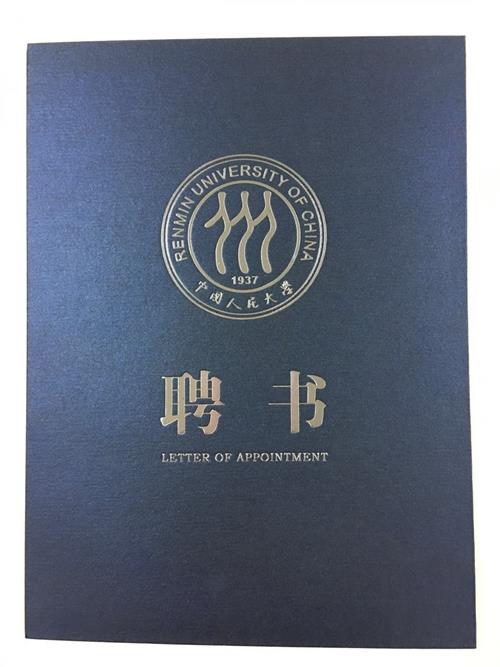 RENMIN UNIVERSITY OF CHINA
1937
中国人民大学
聘书
LETTER OF APPOINTMENT